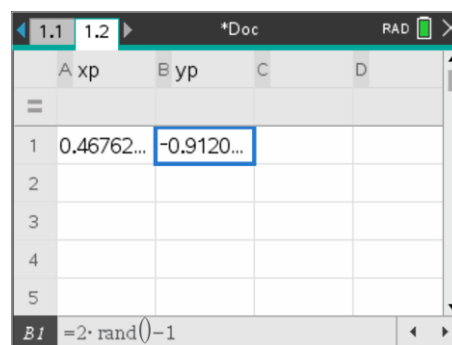 1.1 1.2 *Doc RAD
A xp B yp C D
=
1 0.46762... -0.9120...
2
3
4
5
B1 =2· rand()−1